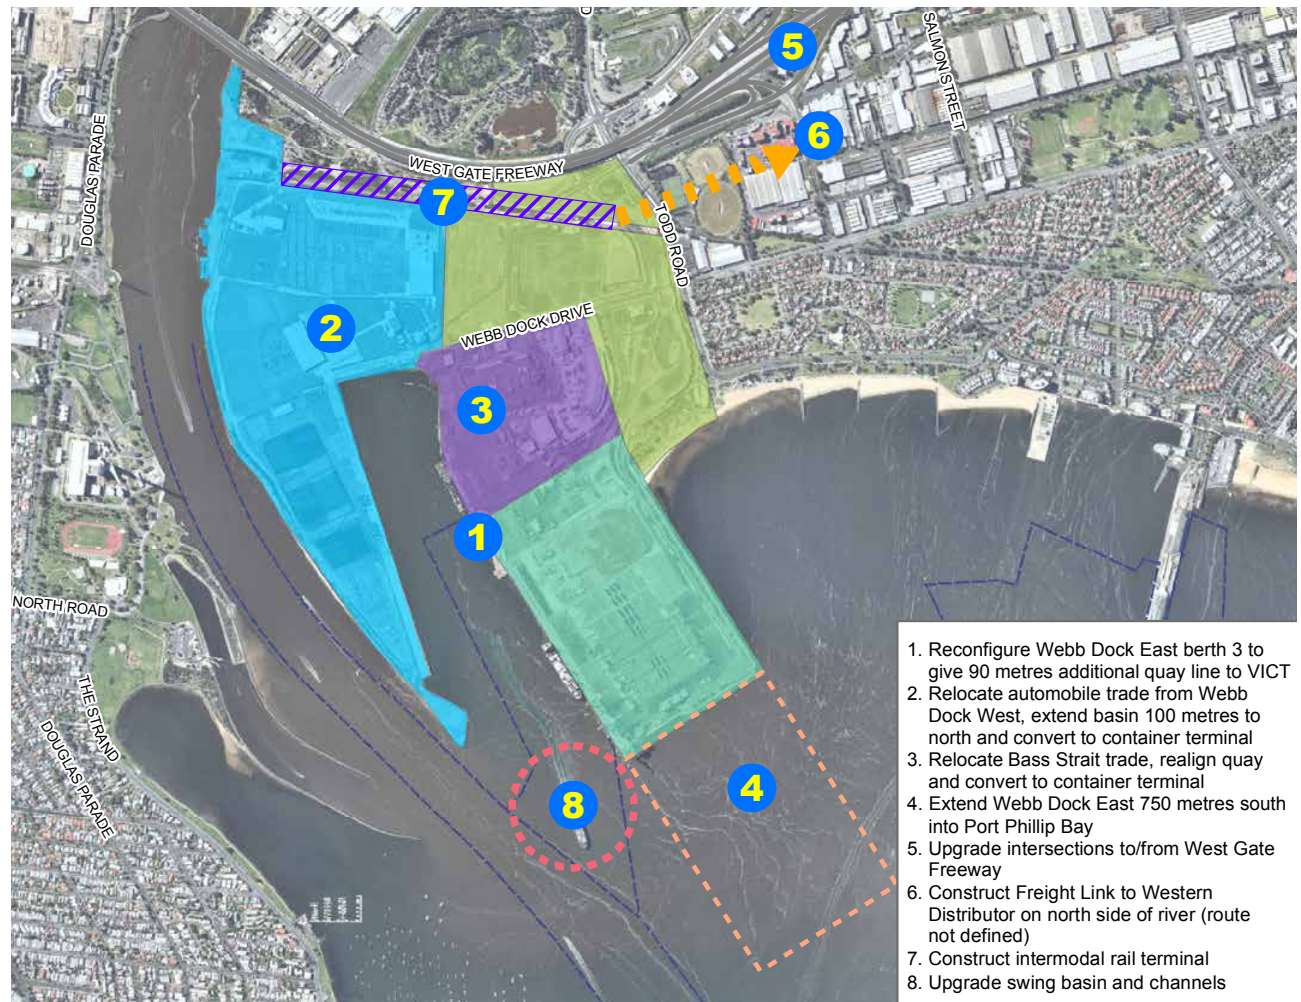 D
SALMON STREET
5
6
DOUGLAS PARADE
WEST GATE FREEWAY
7
TODD ROAD
2
WEBB DOCK DRIVE
3
1
NORTH ROAD
THE STRAND
DOUGLAS PARADE
8
4
1. Reconfigure Webb Dock East berth 3 to
give 90 metres additional quay line to VICT
2. Relocate automobile trade from Webb
Dock West, extend basin 100 metres to
north and convert to container terminal
3. Relocate Bass Strait trade, realign quay
and convert to container terminal
4. Extend Webb Dock East 750 metres south
into Port Phillip Bay
5. Upgrade intersections to/from West Gate
Freeway
6. Construct Freight Link to Western
Distributor on north side of river (route
not defined)
7. Construct intermodal rail terminal
8. Upgrade swing basin and channels